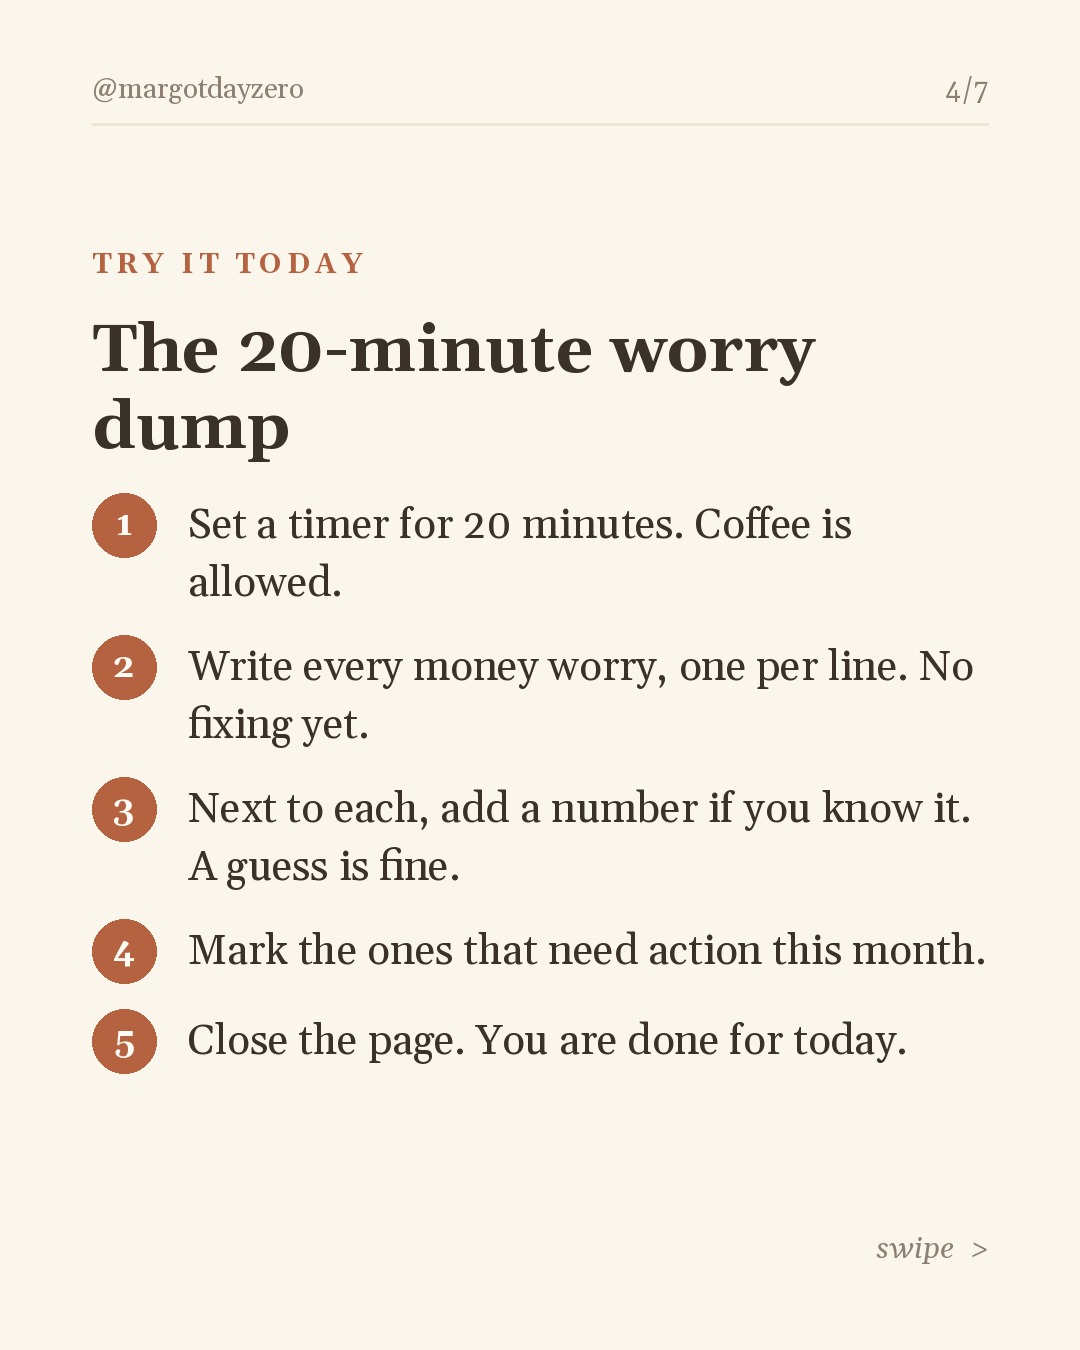 @margotdayzero
4/7
TRY IT TODAY
The 20-minute worry
dump
1 Set a timer for 20 minutes. Coffee is
allowed.
2 Write every money worry, one per line. No
fixing yet.
3 Next to each, add a number if you know it.
A guess is fine.
4 Mark the ones that need action this month.
5 Close the page. You are done for today.
swipe >